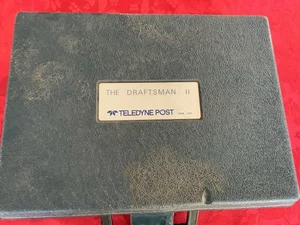 THE DRAFTSMAN II
TELEDYNE POST